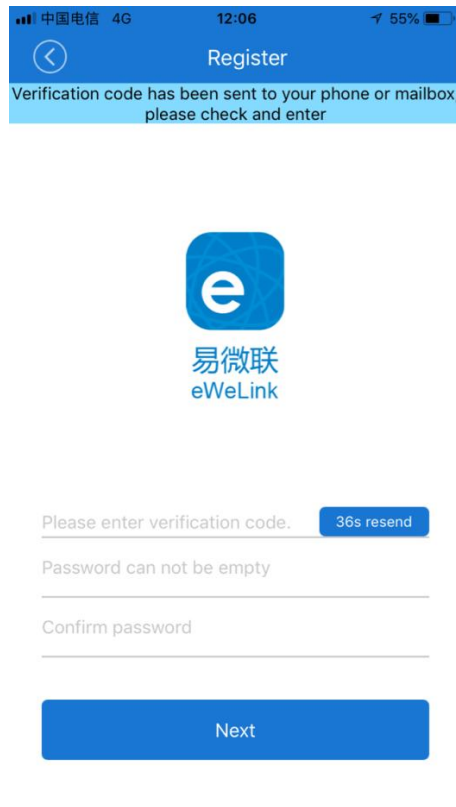 中国电信 4G 12:06 55%
Register
Verification code has been sent to your phone or mailbox
please check and enter
e
易微联
eWeLink
Please enter verification code. 36s resend
Password can not be empty
Confirm password
Next